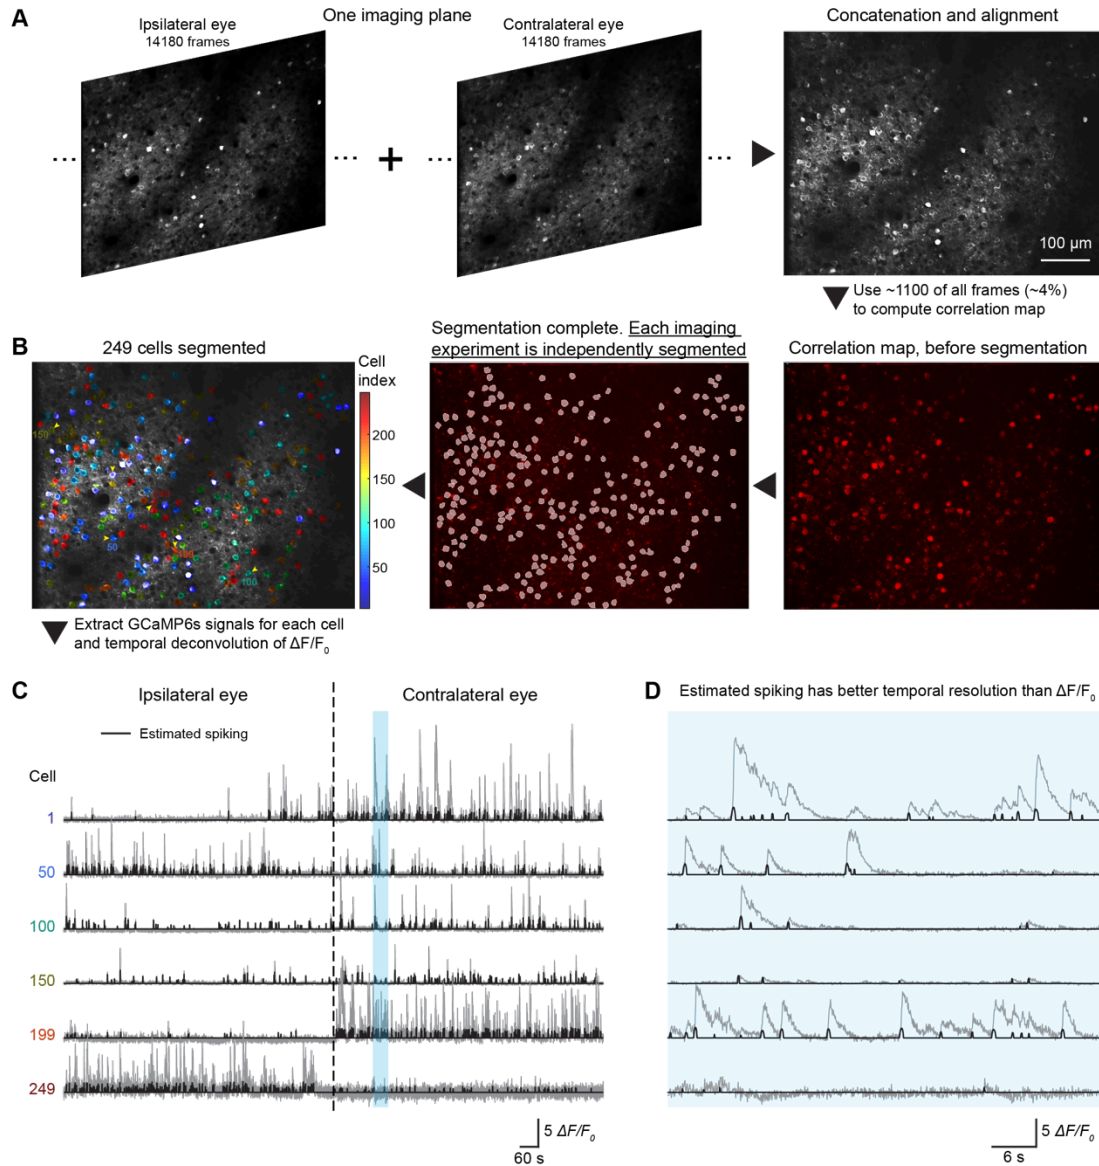 A
One imaging plane
Ipsilateral eye
14180 frames
Contralateral eye
14180 frames
Concatenation and alignment
...
...
+
...
...
100 µm
Use ~1100 of all frames (~4%)
to compute correlation map
B
249 cells segmented
Cell
index
200
150
100
50
150
50
199
100
Segmentation complete. Each imaging
experiment is independently segmented
Correlation map, before segmentation
Extract GCaMP6s signals for each cell
and temporal deconvolution of ΔF/F₀
C
Ipsilateral eye
Contralateral eye
Estimated spiking
Cell
1
50
100
150
199
249
5 ΔF/F₀
60 s
D
Estimated spiking has better temporal resolution than ΔF/F₀
5 ΔF/F₀
6 s